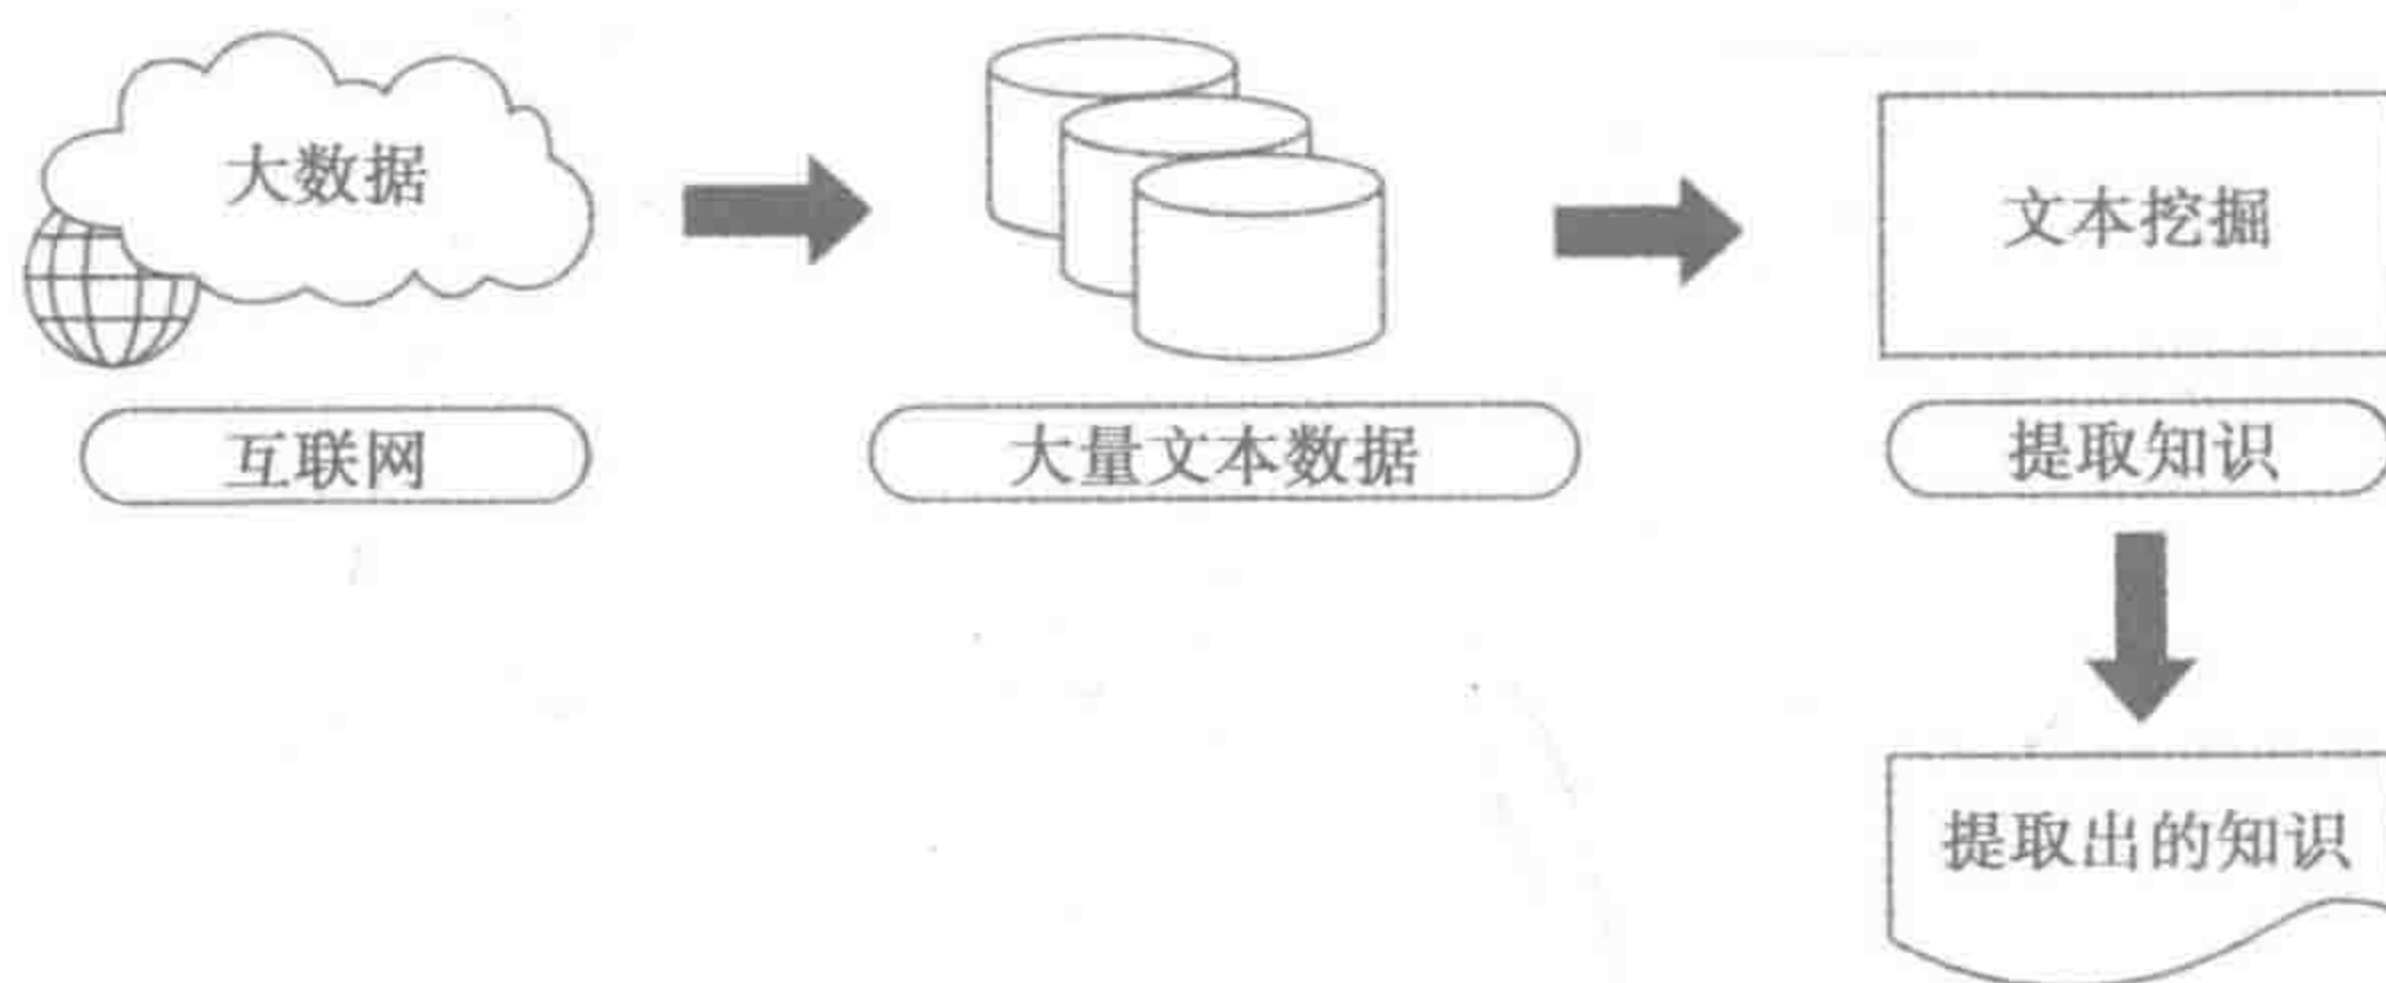 大数据
互联网
大量文本数据
文本挖掘
提取知识
提取出的知识